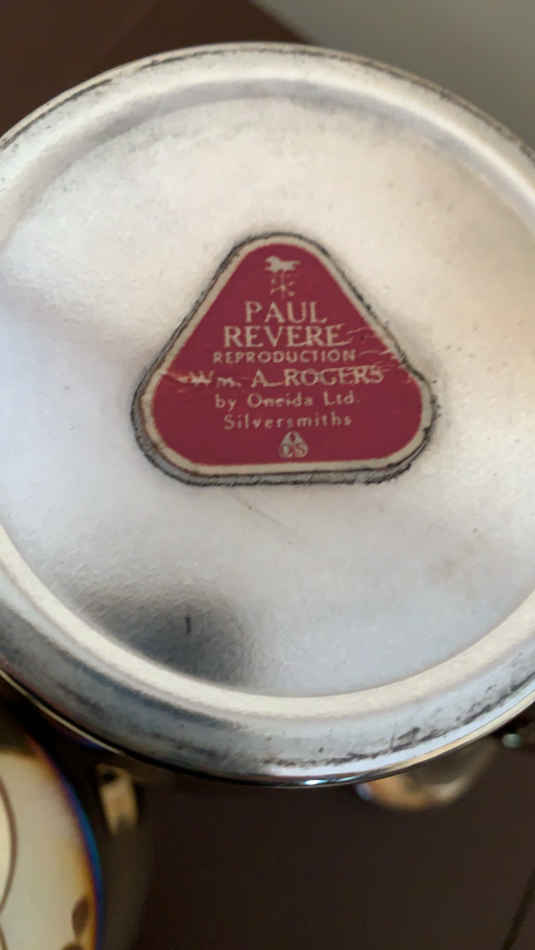 PAUL
REVERE
REPRODUCTION
Wm. A. ROGERS
by Oneida Ltd.
Silversmiths